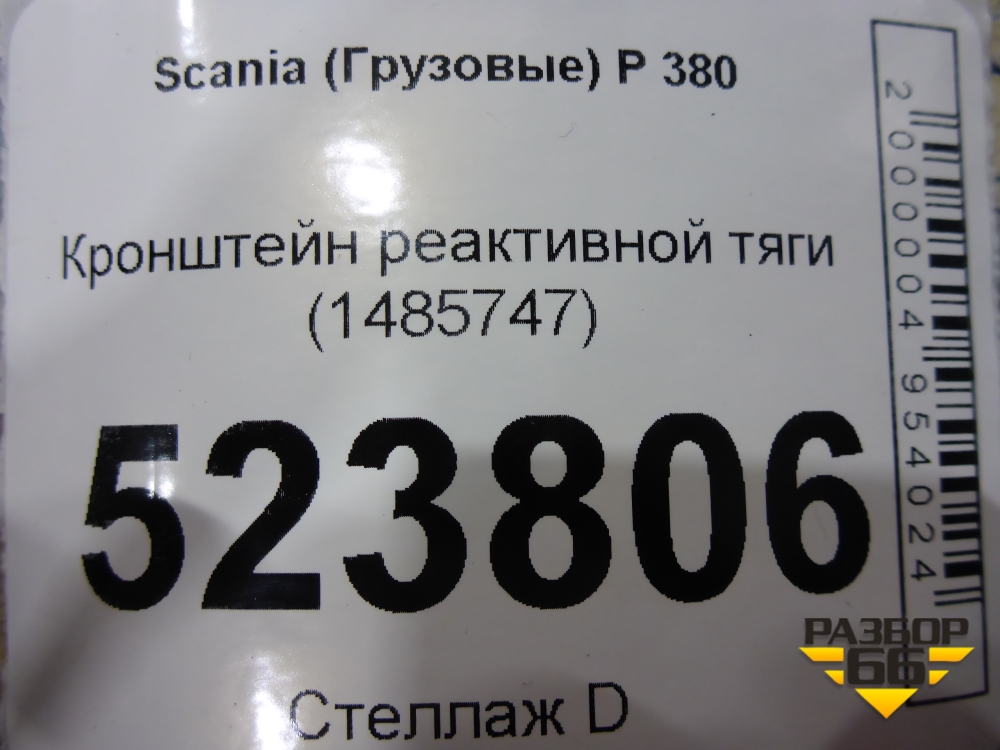 Scania (Грузовые) P 380
Кронштейн реактивной тяги
(1485747)
523806
Стеллаж D
2000004954024
РАЗБОР
66